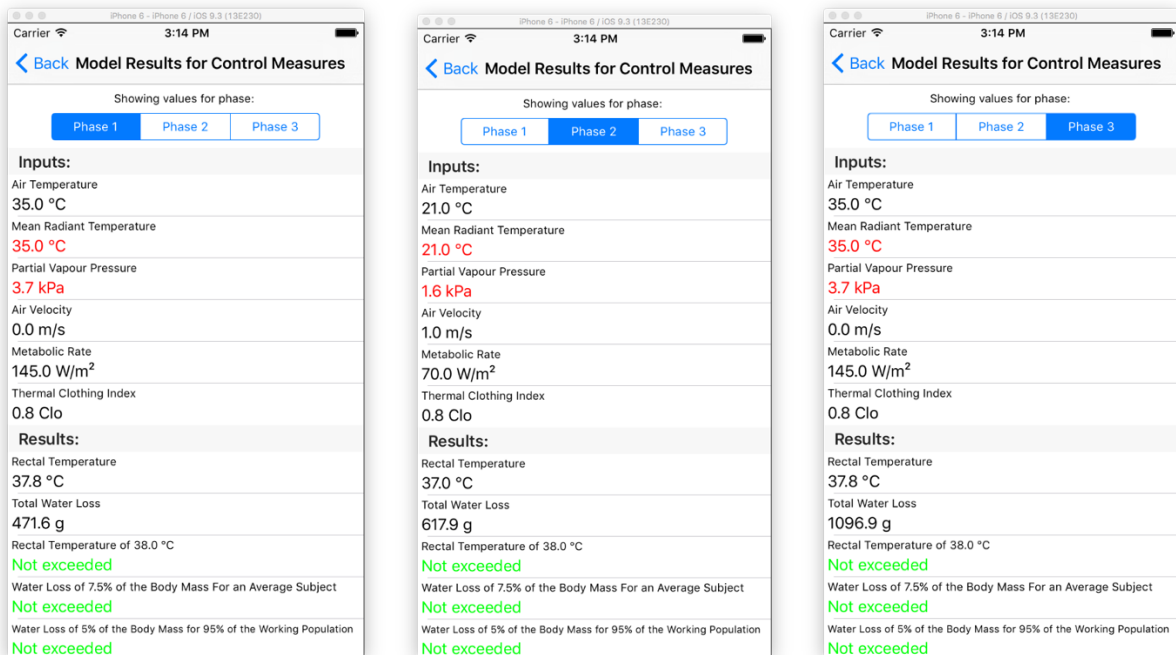 iPhone 6 - iPhone 6 / iOS 9.3 (13E230)
Carrier 3:14 PM
Back Model Results for Control Measures
Showing values for phase:
Phase 1 Phase 2 Phase 3
Inputs:
Air Temperature
35.0 °C
Mean Radiant Temperature
35.0 °C
Partial Vapour Pressure
3.7 kPa
Air Velocity
0.0 m/s
Metabolic Rate
145.0 W/m²
Thermal Clothing Index
0.8 Clo
Results:
Rectal Temperature
37.8 °C
Total Water Loss
471.6 g
Rectal Temperature of 38.0 °C
Not exceeded
Water Loss of 7.5% of the Body Mass For an Average Subject
Not exceeded
Water Loss of 5% of the Body Mass for 95% of the Working Population
Not exceeded
iPhone 6 - iPhone 6 / iOS 9.3 (13E230)
Carrier 3:14 PM
Back Model Results for Control Measures
Showing values for phase:
Phase 1 Phase 2 Phase 3
Inputs:
Air Temperature
21.0 °C
Mean Radiant Temperature
21.0 °C
Partial Vapour Pressure
1.6 kPa
Air Velocity
1.0 m/s
Metabolic Rate
70.0 W/m²
Thermal Clothing Index
0.8 Clo
Results:
Rectal Temperature
37.0 °C
Total Water Loss
617.9 g
Rectal Temperature of 38.0 °C
Not exceeded
Water Loss of 7.5% of the Body Mass For an Average Subject
Not exceeded
Water Loss of 5% of the Body Mass for 95% of the Working Population
Not exceeded
iPhone 6 - iPhone 6 / iOS 9.3 (13E230)
Carrier 3:14 PM
Back Model Results for Control Measures
Showing values for phase:
Phase 1 Phase 2 Phase 3
Inputs:
Air Temperature
35.0 °C
Mean Radiant Temperature
35.0 °C
Partial Vapour Pressure
3.7 kPa
Air Velocity
0.0 m/s
Metabolic Rate
145.0 W/m²
Thermal Clothing Index
0.8 Clo
Results:
Rectal Temperature
37.8 °C
Total Water Loss
1096.9 g
Rectal Temperature of 38.0 °C
Not exceeded
Water Loss of 7.5% of the Body Mass For an Average Subject
Not exceeded
Water Loss of 5% of the Body Mass for 95% of the Working Population
Not exceeded